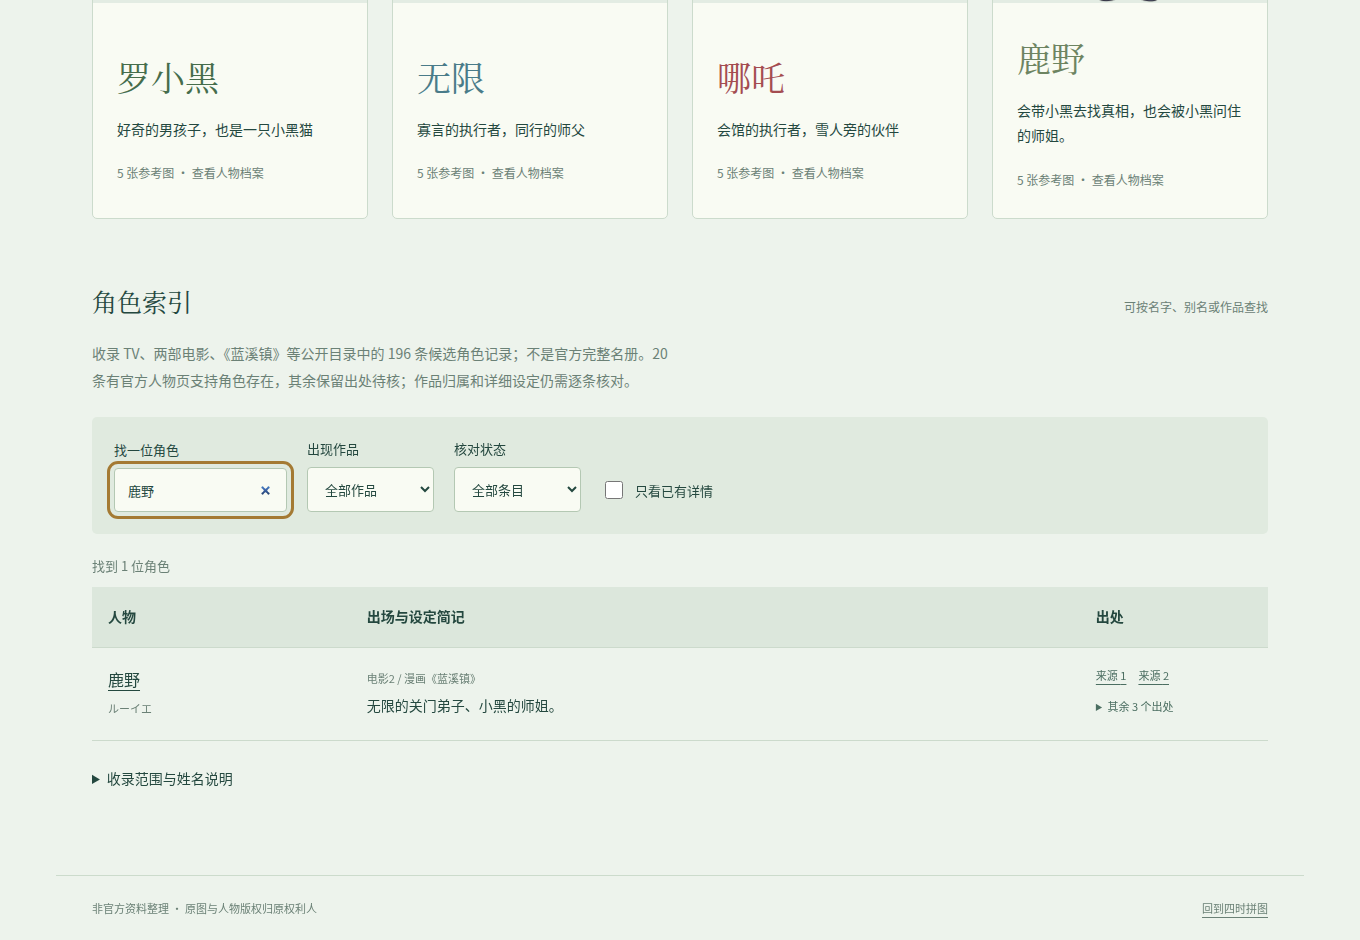 罗小黑
好奇的男孩子，也是一只小黑猫
5 张参考图 · 查看人物档案
无限
寡言的执行者，同行的师父
5 张参考图 · 查看人物档案
哪吒
会馆的执行者，雪人旁的伙伴
5 张参考图 · 查看人物档案
鹿野
会带小黑去找真相，也会被小黑问住
的师姐。
5 张参考图 · 查看人物档案
角色索引
可按名字、别名或作品查找
收录 TV、两部电影、《蓝溪镇》等公开目录中的 196 条候选角色记录；不是官方完整名册。20
条有官方人物页支持角色存在，其余保留出处待核；作品归属和详细设定仍需逐条核对。
找一位角色
出现作品
核对状态
鹿野
全部作品
全部条目
只看已有详情
找到 1 位角色
人物
出场与设定简记
出处
鹿野
ルーイエ
电影2 / 漫画《蓝溪镇》
无限的关门弟子、小黑的师姐。
来源 1
来源 2
其余 3 个出处
收录范围与姓名说明
非官方资料整理 · 原图与人物版权归原权利人
回到四时拼图